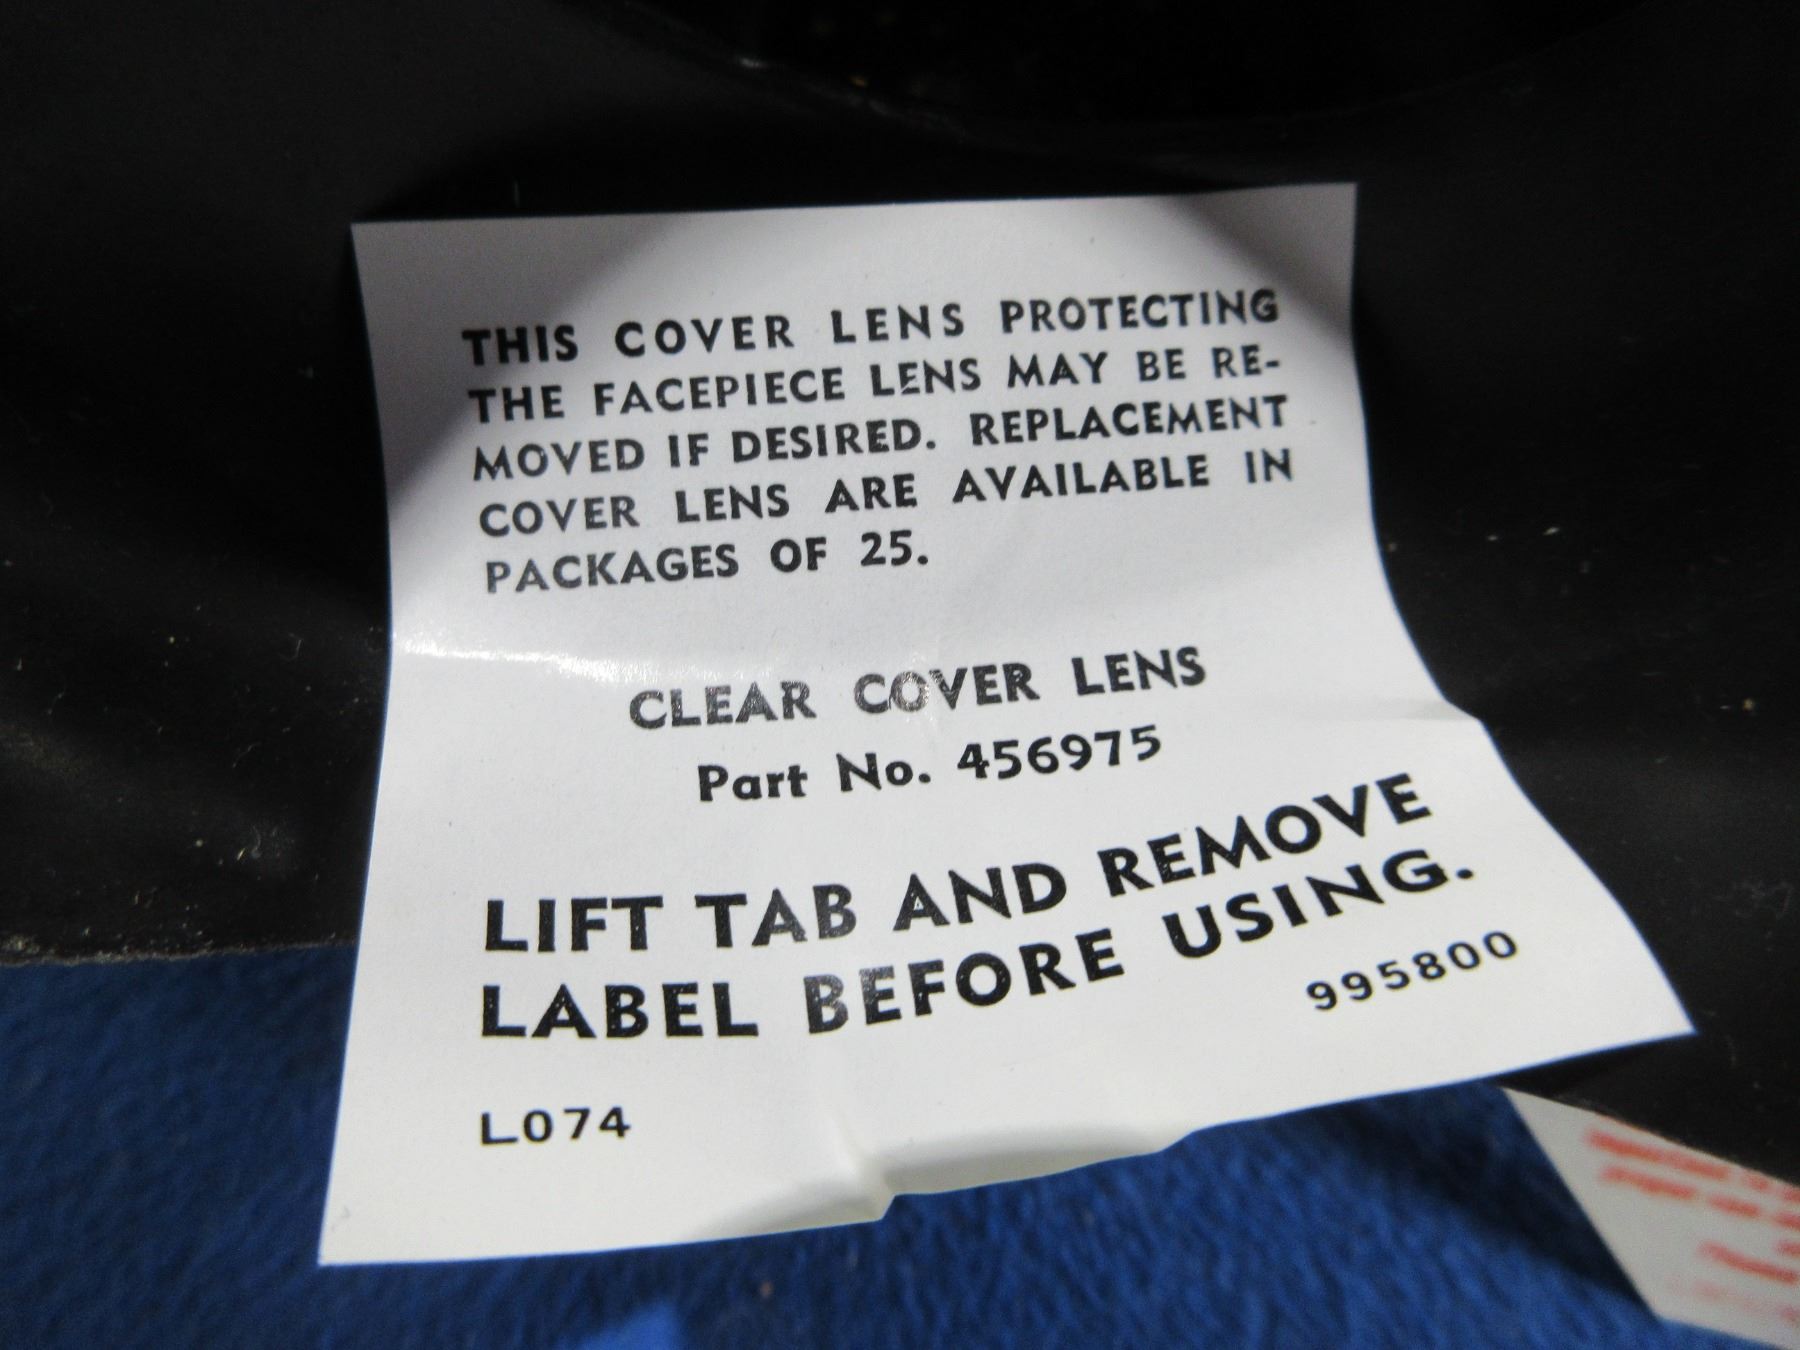 THIS COVER LENS PROTECTING
THE FACEPIECE LENS MAY BE RE-
MOVED IF DESIRED. REPLACEMENT
COVER LENS ARE AVAILABLE IN
PACKAGES OF 25.
CLEAR COVER LENS
Part No. 456975
LIFT TAB AND REMOVE
LABEL BEFORE USING.
995800
L074